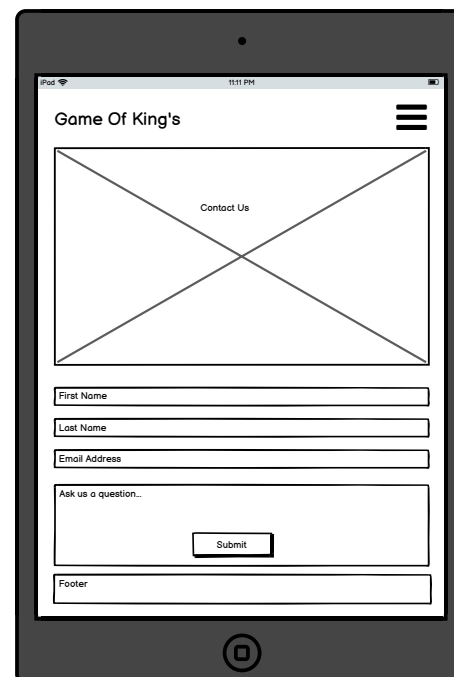 iPad 11:11 PM
Game Of King's
Contact Us
First Name
Last Name
Email Address
Ask us a question...
Submit
Footer